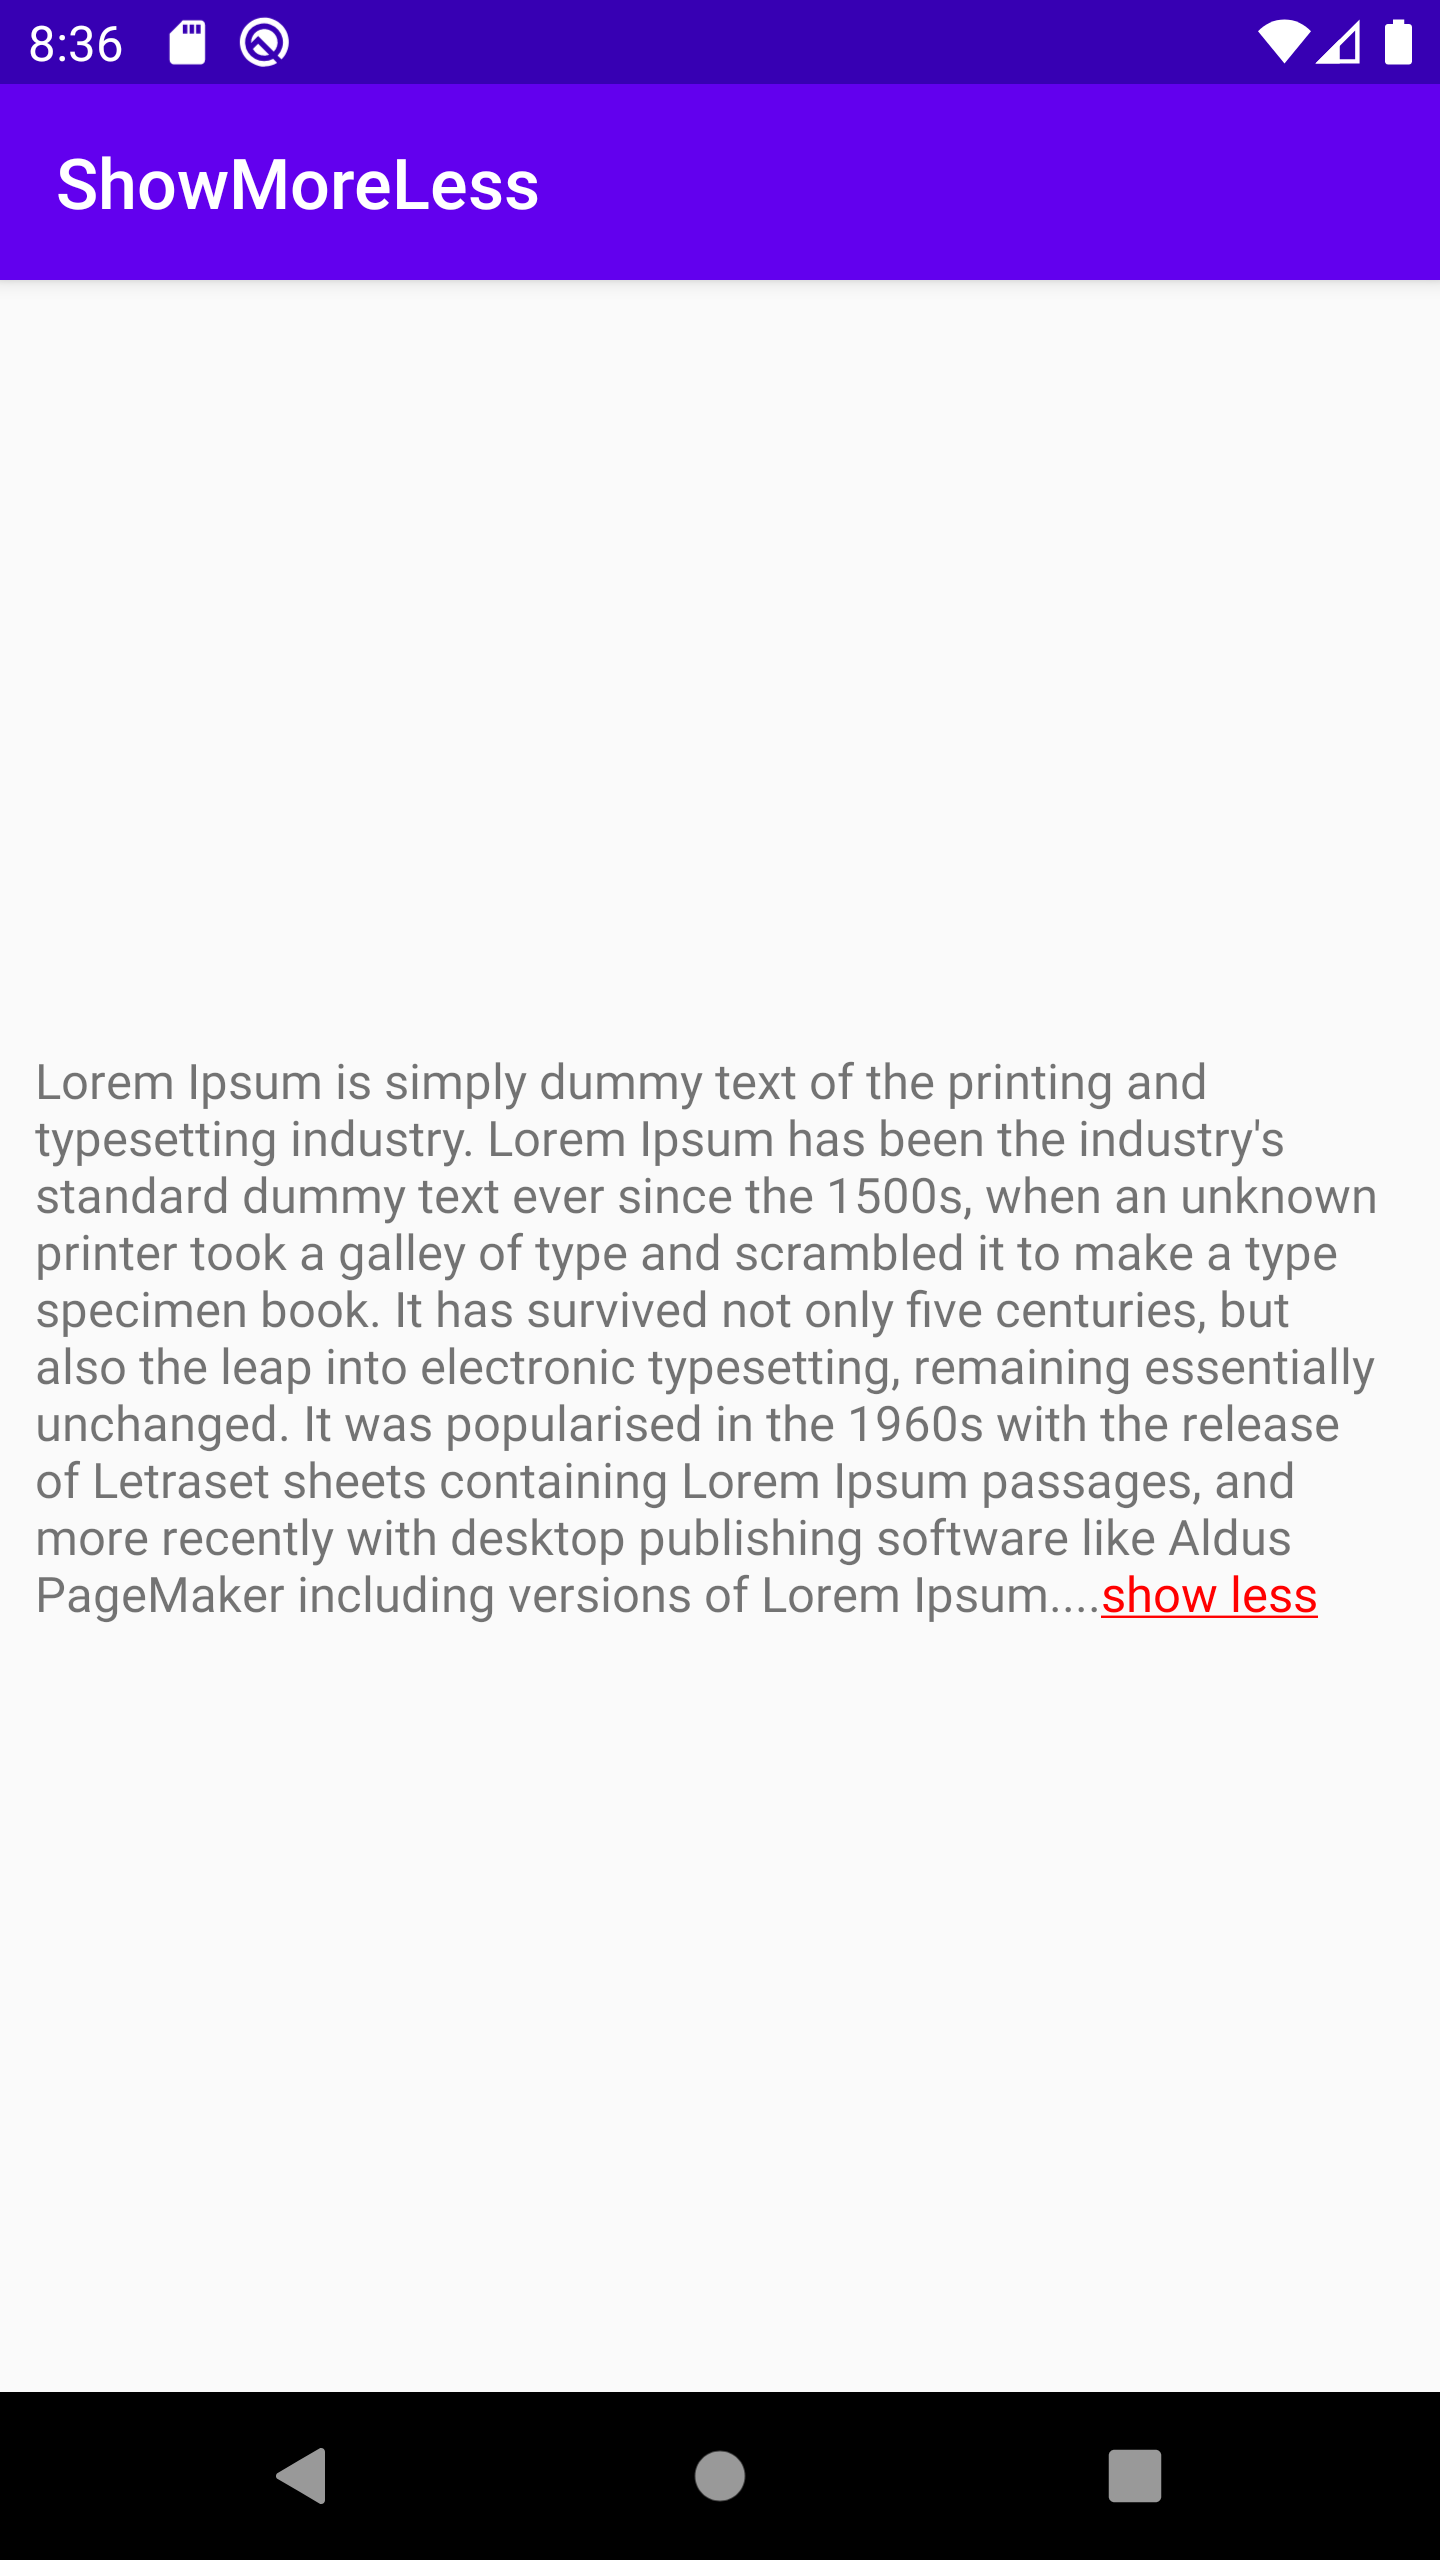 8:36
ShowMoreLess
Lorem Ipsum is simply dummy text of the printing and
typesetting industry. Lorem Ipsum has been the industry's
standard dummy text ever since the 1500s, when an unknown
printer took a galley of type and scrambled it to make a type
specimen book. It has survived not only five centuries, but
also the leap into electronic typesetting, remaining essentially
unchanged. It was popularised in the 1960s with the release
of Letraset sheets containing Lorem Ipsum passages, and
more recently with desktop publishing software like Aldus
PageMaker including versions of Lorem Ipsum....show less